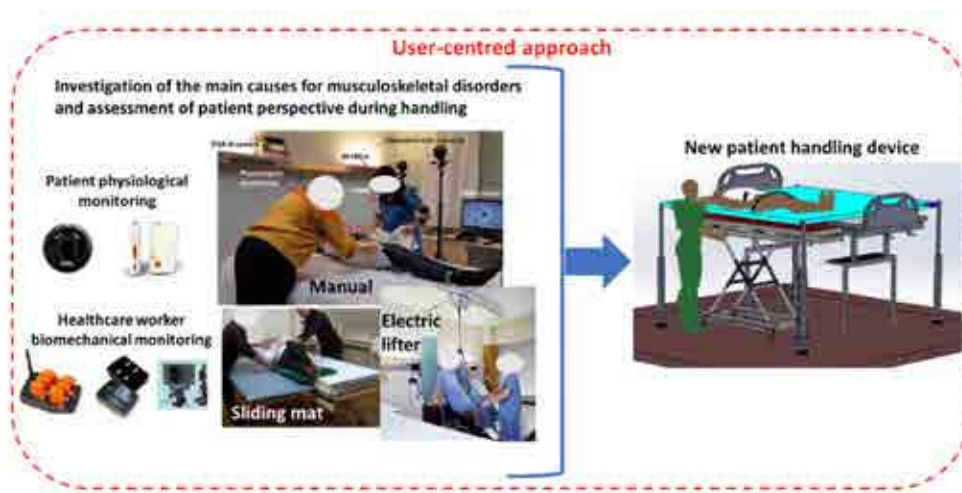 User-centred approach
Investigation of the main causes for musculoskeletal disorders
and assessment of patient perspective during handling
New patient handling device
Patient physiological
monitoring
Manual
Healthcare worker
biomechanical monitoring
Electric
lifter
Sliding mat